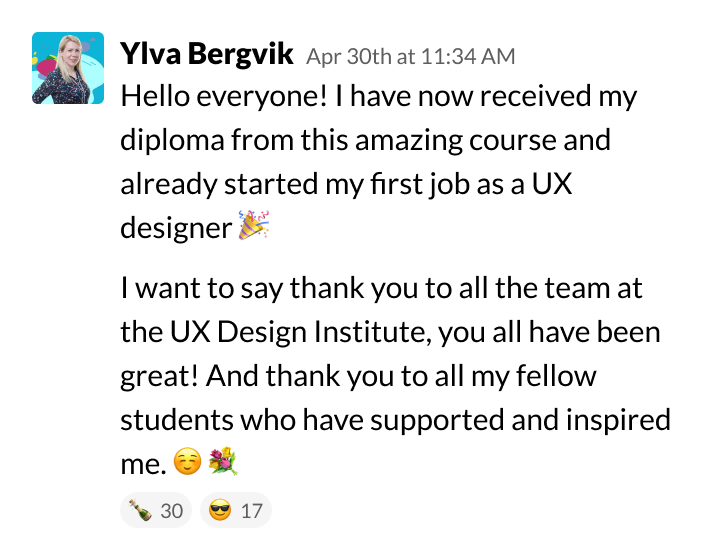 Ylva Bergvik Apr 30th at 11:34 AM
Hello everyone! I have now received my
diploma from this amazing course and
already started my first job as a UX
designer 🎉
I want to say thank you to all the team at
the UX Design Institute, you all have been
great! And thank you to all my fellow
students who have supported and inspired
me. ☺️ 💐
🍾 30 😎 17